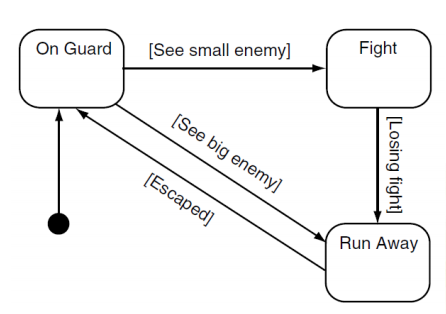 On Guard
[See small enemy]
Fight
[See big enemy]
[Losing fight]
[Escaped]
Run Away